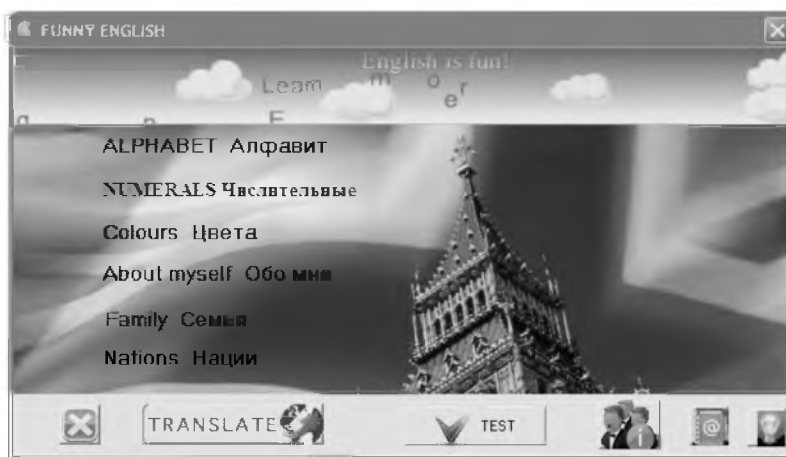 FUNNY ENGLISH
English is fun!
Learn more
ALPHABET Алфавит
NUMERALS Числительные
Colours Цвета
About myself Обо мне
Family Семья
Nations Нации
TRANSLATE
TEST